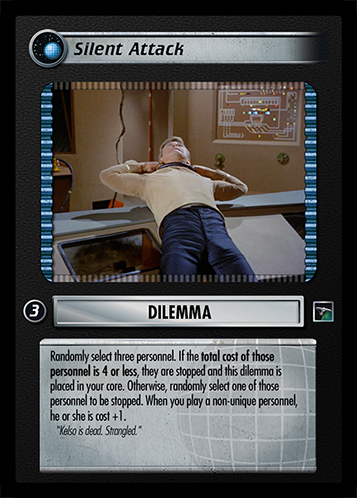 Silent Attack
3
DILEMMA
Randomly select three personnel. If the total cost of those
personnel is 4 or less, they are stopped and this dilemma is
placed in your core. Otherwise, randomly select one of those
personnel to be stopped. When you play a non-unique personnel,
he or she is cost +1.
"Kelso is dead. Strangled."